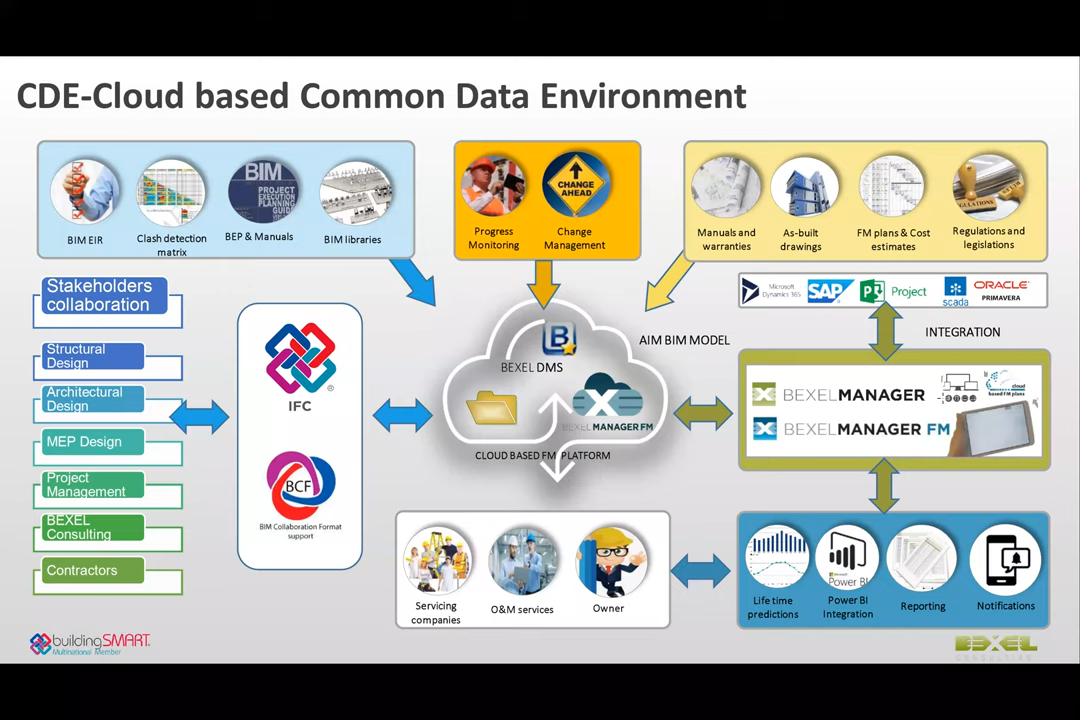 CDE-Cloud based Common Data Environment
BIM EIR
Clash detection
matrix
BIM
PROJECT
EXECUTION
PLANNING
GUIDE
BEP & Manuals
BIM libraries
Progress
Monitoring
CHANGE
AHEAD
Change
Management
Manuals and
warranties
As-built
drawings
FM plans & Cost
estimates
Regulations and
legislations
Stakeholders
collaboration
Structural
Design
Architectural
Design
MEP Design
Project
Management
BEXEL
Consulting
Contractors
IFC
®
BCF
BIM Collaboration Format
support
B
BEXEL DMS
BEXEL MANAGER FM
CLOUD BASED FM PLATFORM
AIM BIM MODEL
Microsoft
Dynamics 365
SAP
Project
scada
ORACLE
PRIMAVERA
INTEGRATION
BEXELMANAGER
cloud
based FM plans
BEXELMANAGER FM
Servicing
companies
O&M services
Owner
Life time
predictions
Microsoft
Power BI
Power BI
Integration
Reporting
Notifications
buildingSMART
Multinational Member
BEXEL
CONSULTING